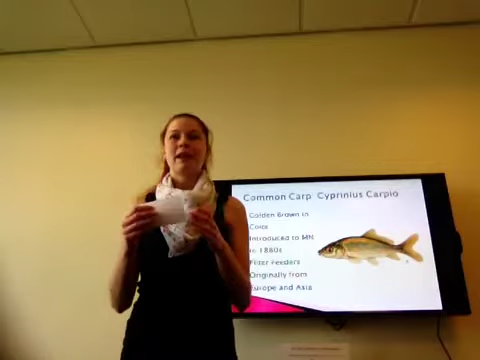 Common Carp Cyprinius Carpio
Golden Brown in
Color
Introduced to MN
in 1880s
Filter Feeders
Originally from
Europe and Asia